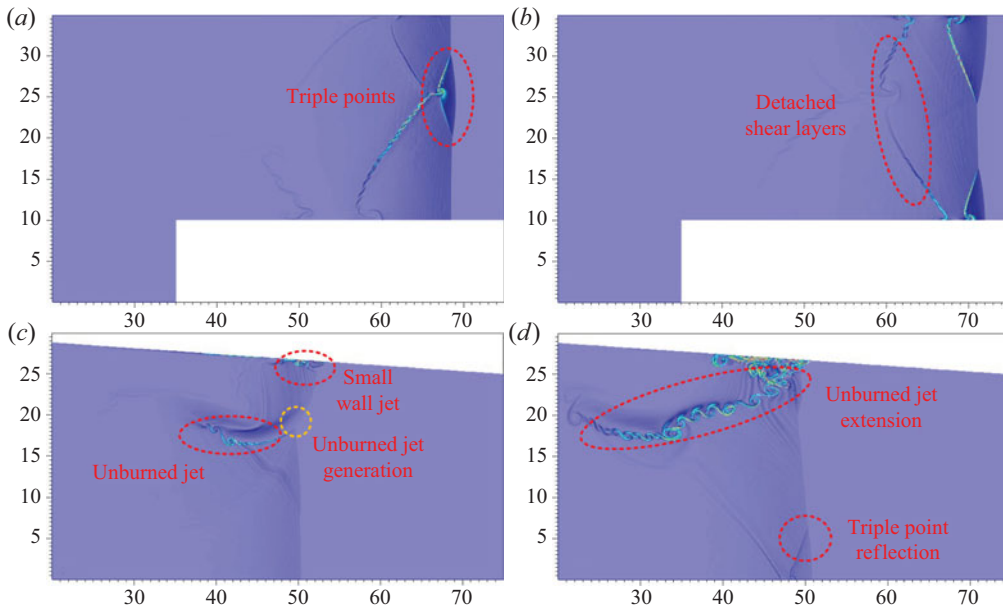 (a)
(b)
30
25
20
15
10
5
Triple points
30
40
50
60
70
30
25
20
15
10
5
Detached
shear layers
30
40
50
60
70
(c)
(d)
25
20
15
10
5
Small
wall jet
Unburned jet
Unburned jet
generation
30
40
50
60
70
25
20
15
10
5
Unburned jet
extension
Triple point
reflection
30
40
50
60
70